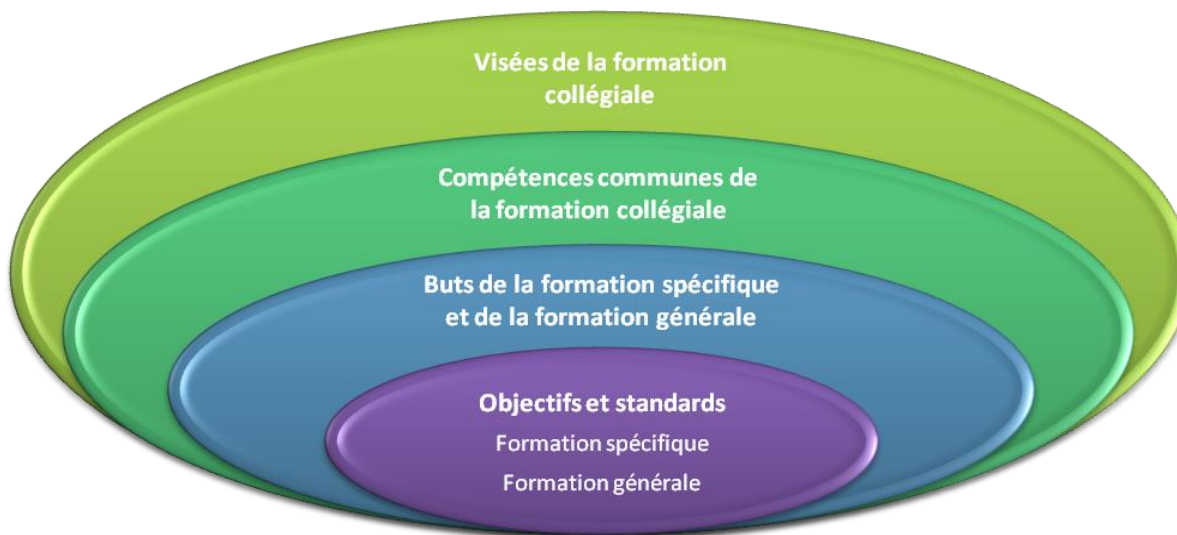 Visées de la formation
collégiale
Compétences communes de
la formation collégiale
Buts de la formation spécifique
et de la formation générale
Objectifs et standards
Formation spécifique
Formation générale